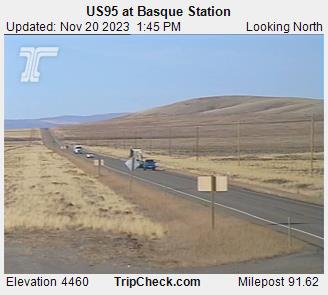 US95 at Basque Station
Updated: Nov 20 2023 1:45 PM Looking North
Elevation 4460 TripCheck.com Milepost 91.62